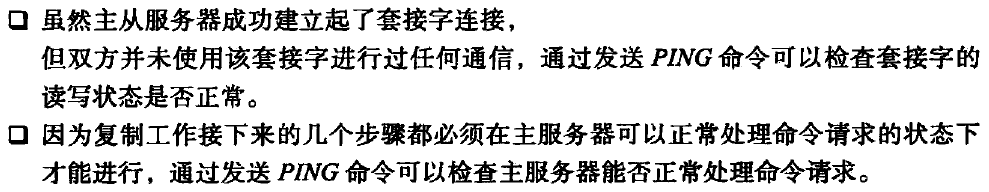 ❑ 虽然主从服务器成功建立起了套接字连接，
但双方并未使用该套接字进行过任何通信，通过发送 PING 命令可以检查套接字的
读写状态是否正常。
❑ 因为复制工作接下来的几个步骤都必须在主服务器可以正常处理命令请求的状态下
才能进行，通过发送 PING 命令可以检查主服务器能否正常处理命令请求。